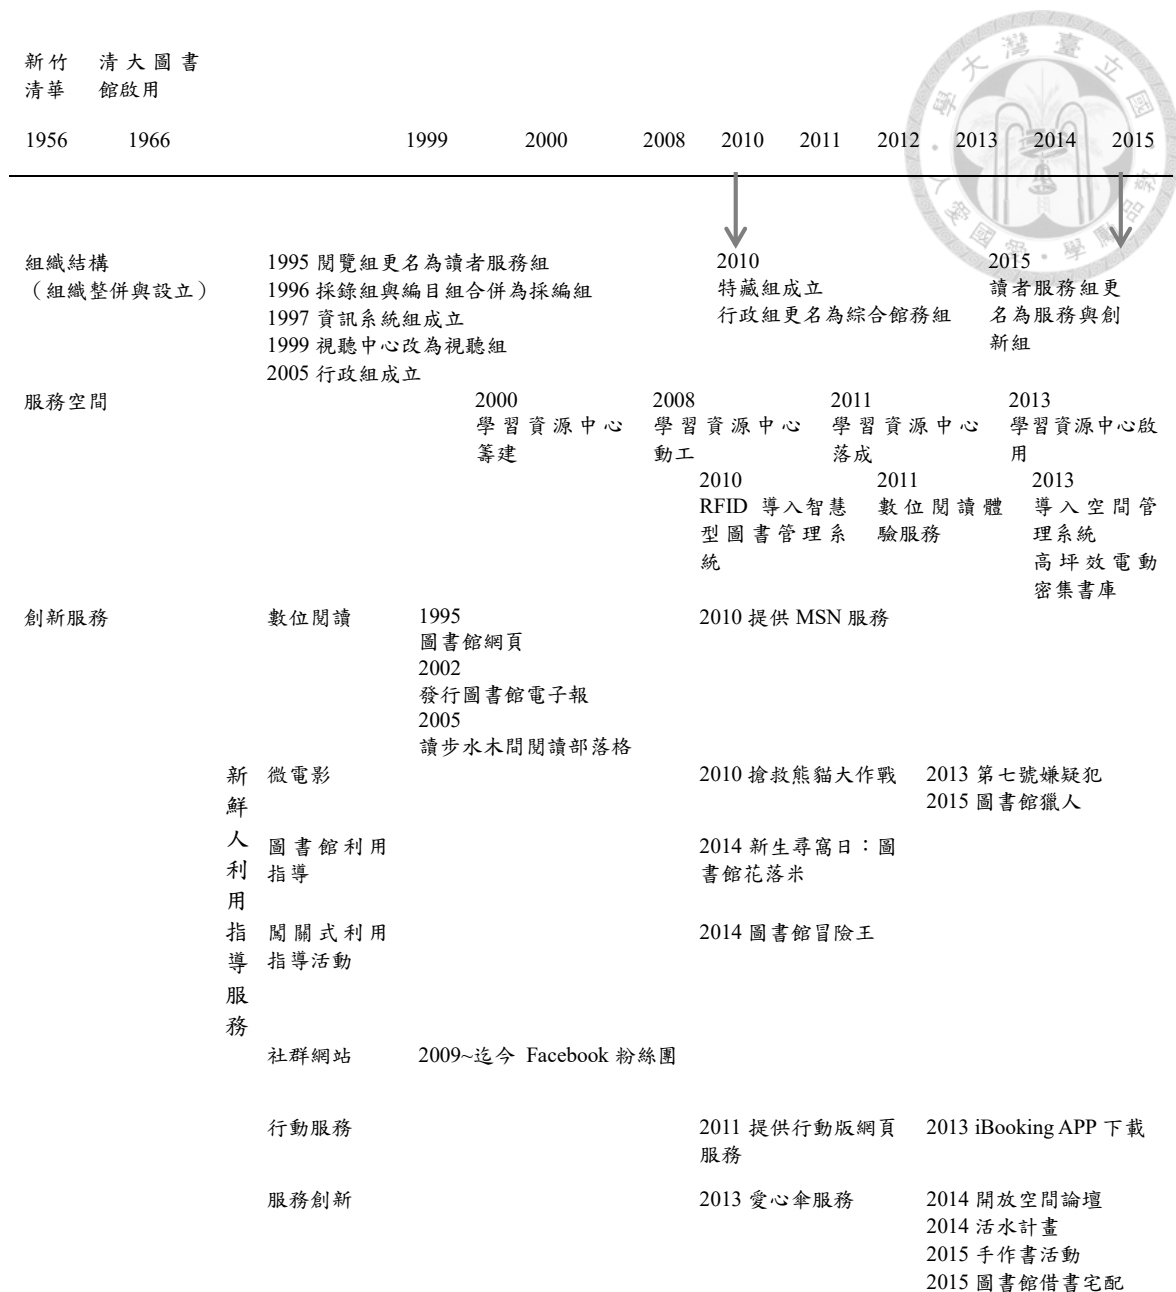 新竹 清大圖書
清華 館啟用
1956 1966 1999 2000 2008 2010 2011 2012 2013 2014 2015
組織結構
（組織整併與設立）
1995 閱覽組更名為讀者服務組
1996 採錄組與編目組合併為採編組
1997 資訊系統組成立
1999 視聽中心改為視聽組
2005 行政組成立
2010
特藏組成立
行政組更名為綜合館務組
2015
讀者服務組更
名為服務與創
新組
服務空間
2000
學習資源中心
籌建
2008
學習資源中心
動工
2011
學習資源中心
落成
2013
學習資源中心啟
用
2010
RFID 導入智慧
型圖書管理系
統
2011
數位閱讀體
驗服務
2013
導入空間管
理系統
高坪效電動
密集書庫
創新服務
數位閱讀
1995
圖書館網頁
2002
發行圖書館電子報
2005
讀步水木間閱讀部落格
2010 提供 MSN 服務
新鮮人利用指導服務
微電影
2010 搶救熊貓大作戰
2013 第七號嫌疑犯
2015 圖書館獵人
圖書館利用
指導
2014 新生尋窩日：圖
書館花落米
闖關式利用
指導活動
2014 圖書館冒險王
社群網站
2009~迄今 Facebook 粉絲團
行動服務
2011 提供行動版網頁
服務
2013 iBooking APP 下載
服務創新
2013 愛心傘服務
2014 開放空間論壇
2014 活水計畫
2015 手作書活動
2015 圖書館借書宅配
國立臺灣大學
敦品勵學・愛國愛人